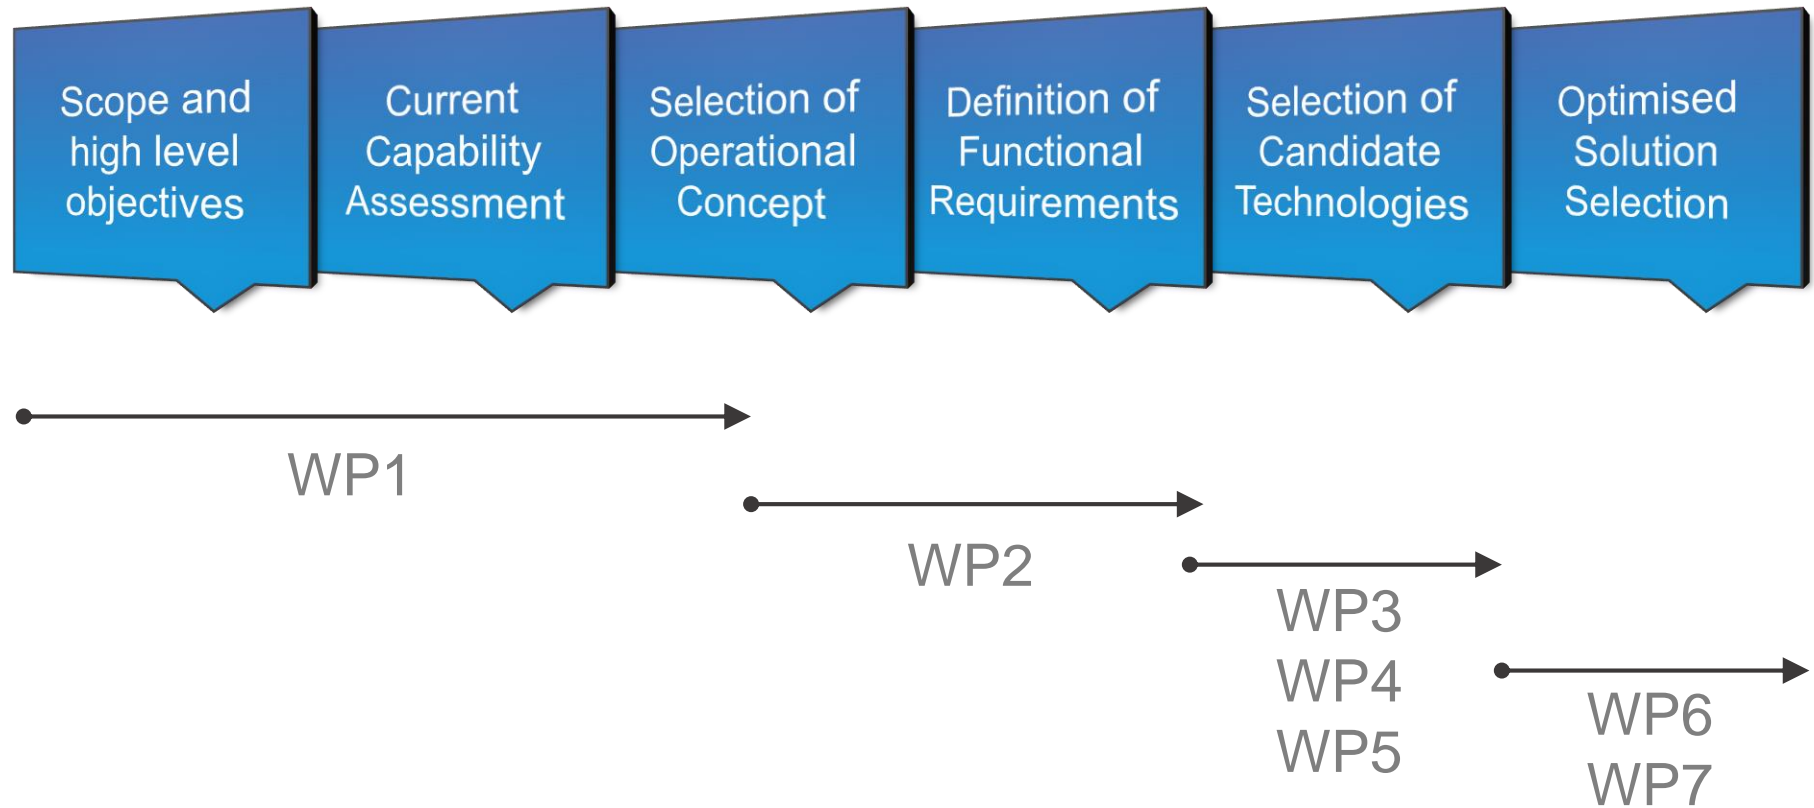 Scope and
high level
objectives
Current
Capability
Assessment
Selection of
Operational
Concept
Definition of
Functional
Requirements
Selection of
Candidate
Technologies
Optimised
Solution
Selection
WP1
WP2
WP3
WP4
WP5
WP6
WP7